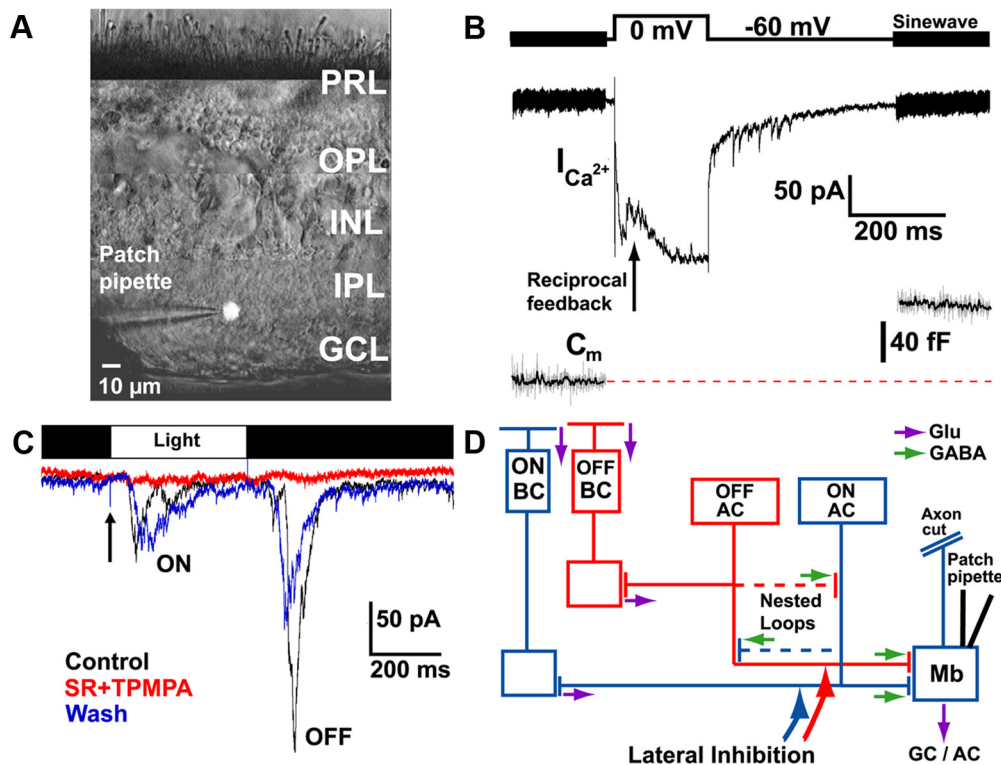 A
PRL
OPL
INL
Patch
pipette
IPL
GCL
10 µm
B
0 mV
-60 mV
Sinewave
I Ca2+
50 pA
200 ms
Reciprocal
feedback
40 fF
Cm
C
Light
ON
50 pA
200 ms
Control
SR+TPMPA
Wash
OFF
D
Glu
GABA
ON
BC
OFF
BC
OFF
AC
ON
AC
Axon
cut
Patch
pipette
Nested
Loops
Mb
Lateral Inhibition
GC / AC